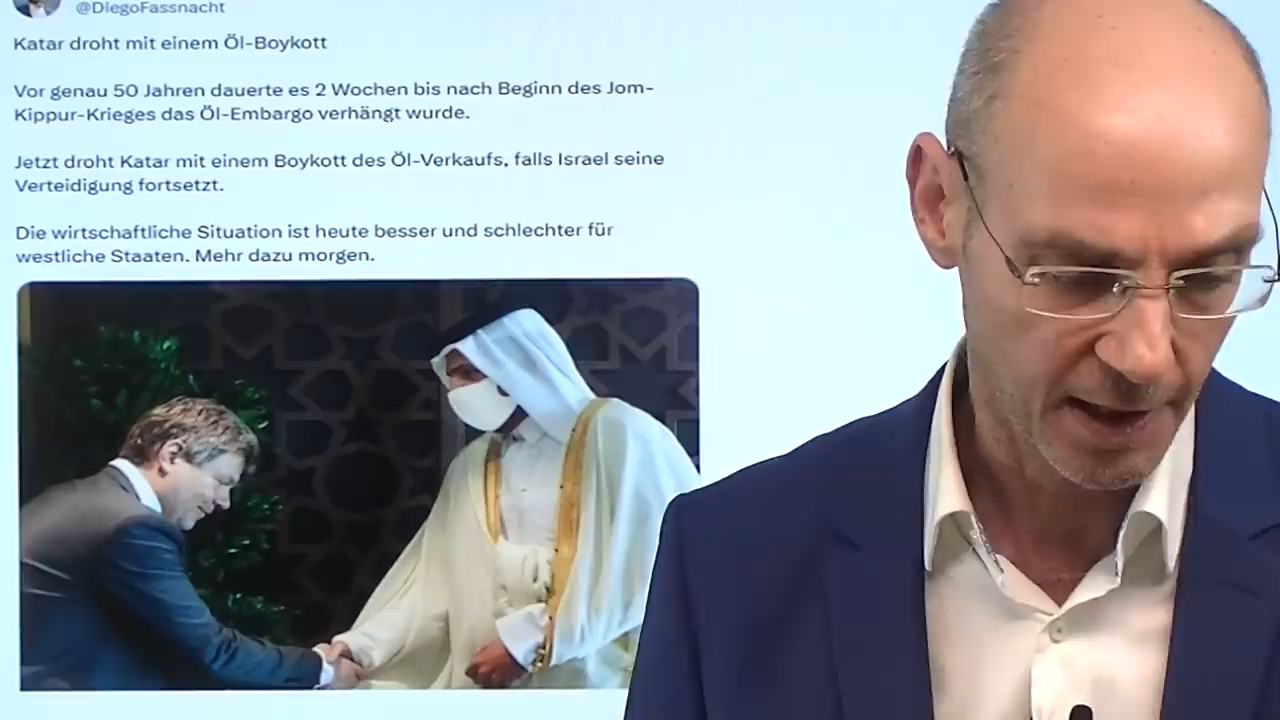 @DiegoFassnacht
Katar droht mit einem Öl-Boykott
Vor genau 50 Jahren dauerte es 2 Wochen bis nach Beginn des Jom-
Kippur-Krieges das Öl-Embargo verhängt wurde.
Jetzt droht Katar mit einem Boykott des Öl-Verkaufs, falls Israel seine
Verteidigung fortsetzt.
Die wirtschaftliche Situation ist heute besser und schlechter für
westliche Staaten. Mehr dazu morgen.